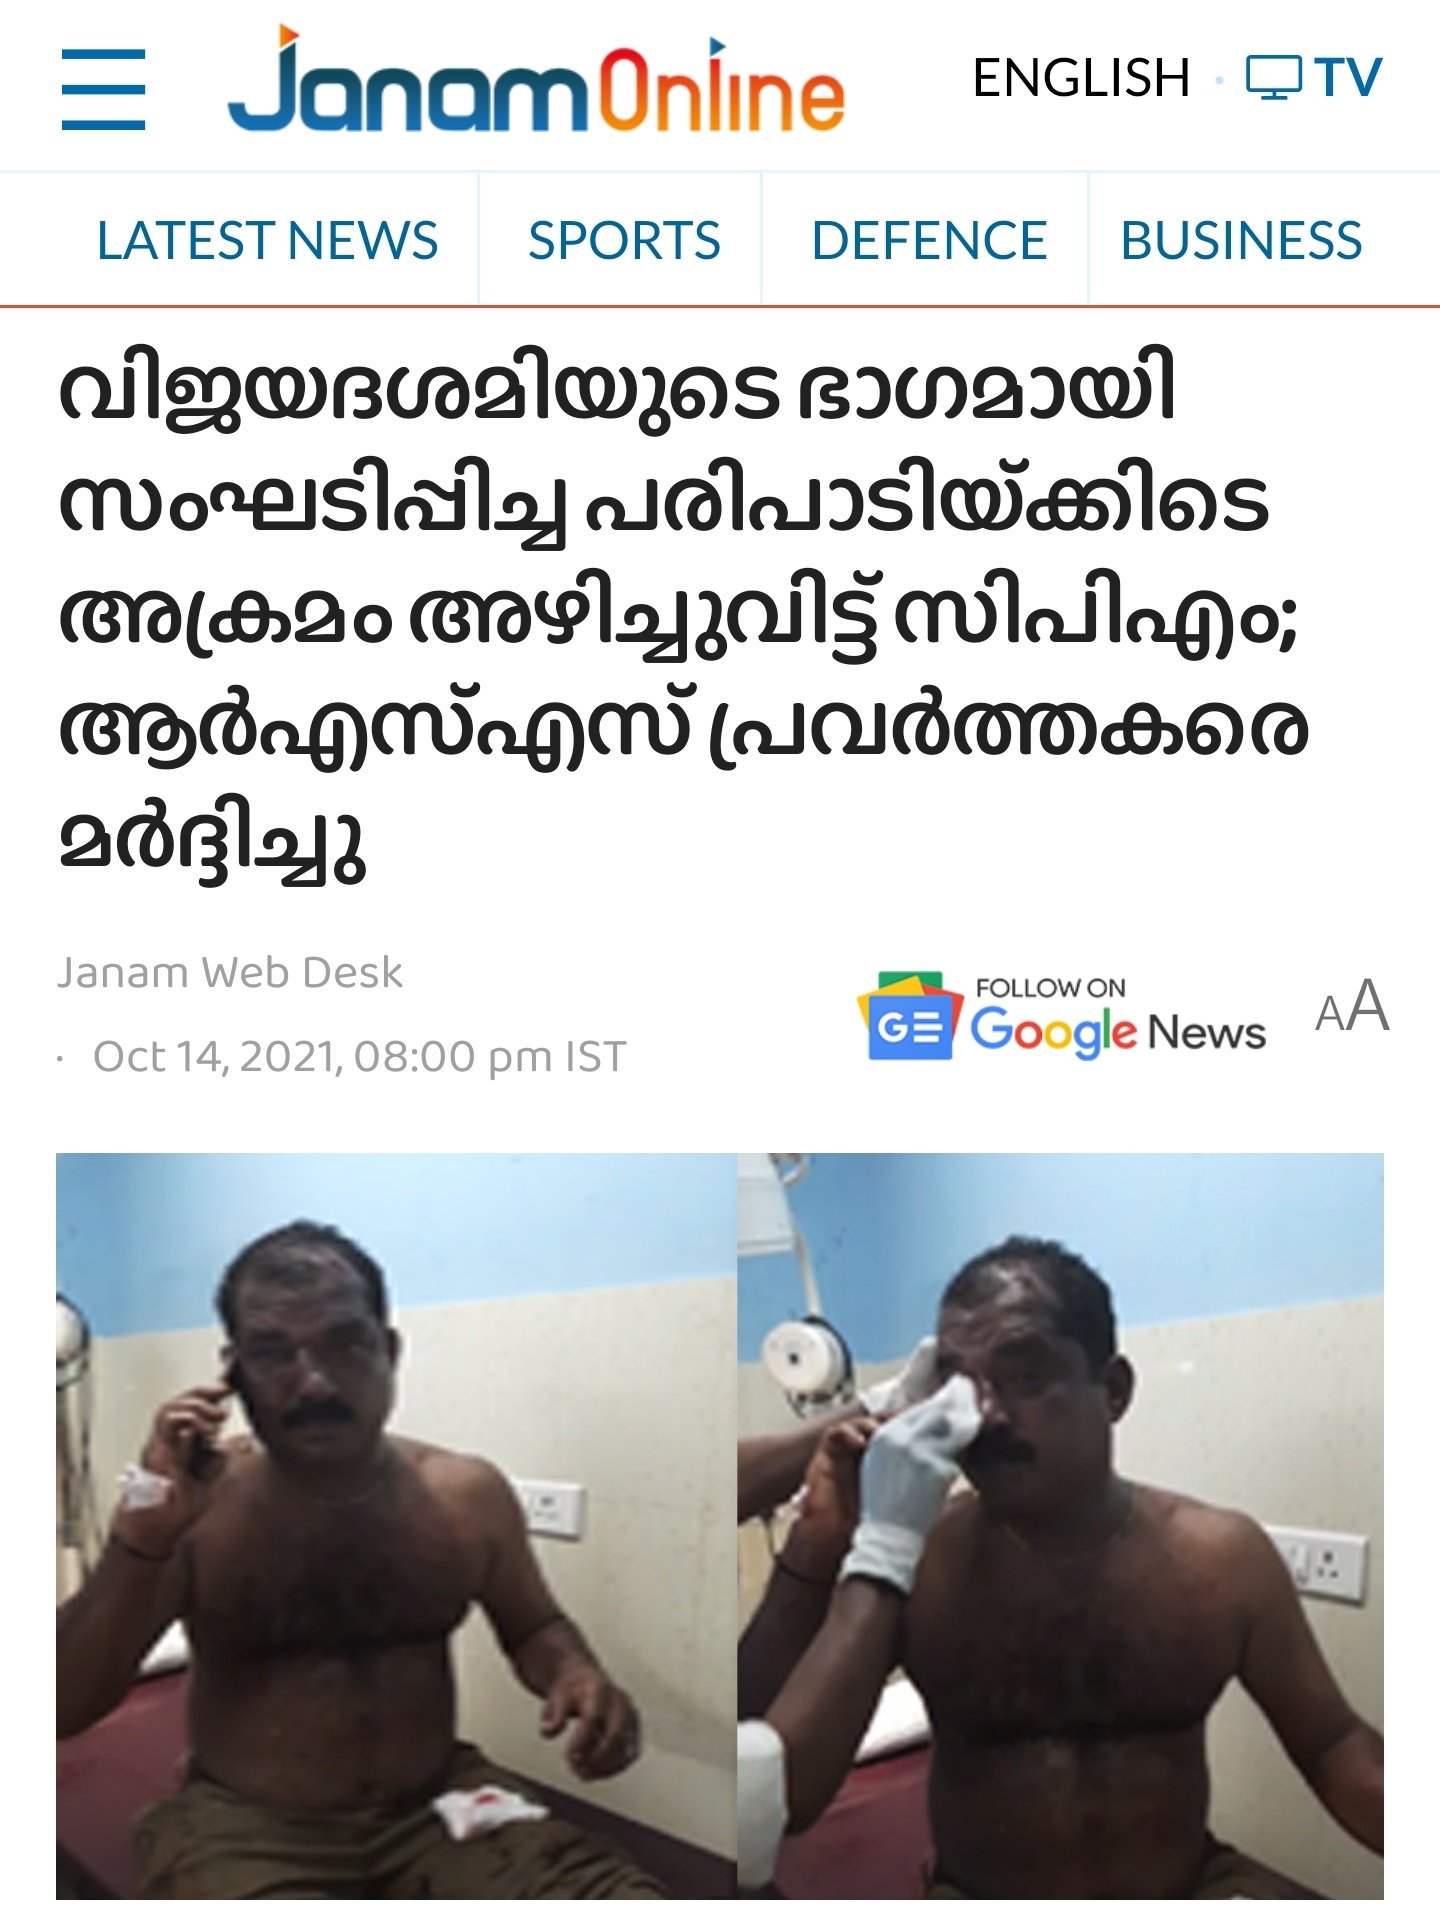 Janam Online
ENGLISH · TV
LATEST NEWS SPORTS DEFENCE BUSINESS
വിജയദശമിയുടെ ഭാഗമായി
സംഘടിപ്പിച്ച പരിപാടിയ്ക്കിടെ
അക്രമം അഴിച്ചുവിട്ട് സിപിഎം;
ആർഎസ്എസ് പ്രവർത്തകരെ
മർദ്ദിച്ചു
Janam Web Desk
· Oct 14, 2021, 08:00 pm IST
GE FOLLOW ON
Google News
AA